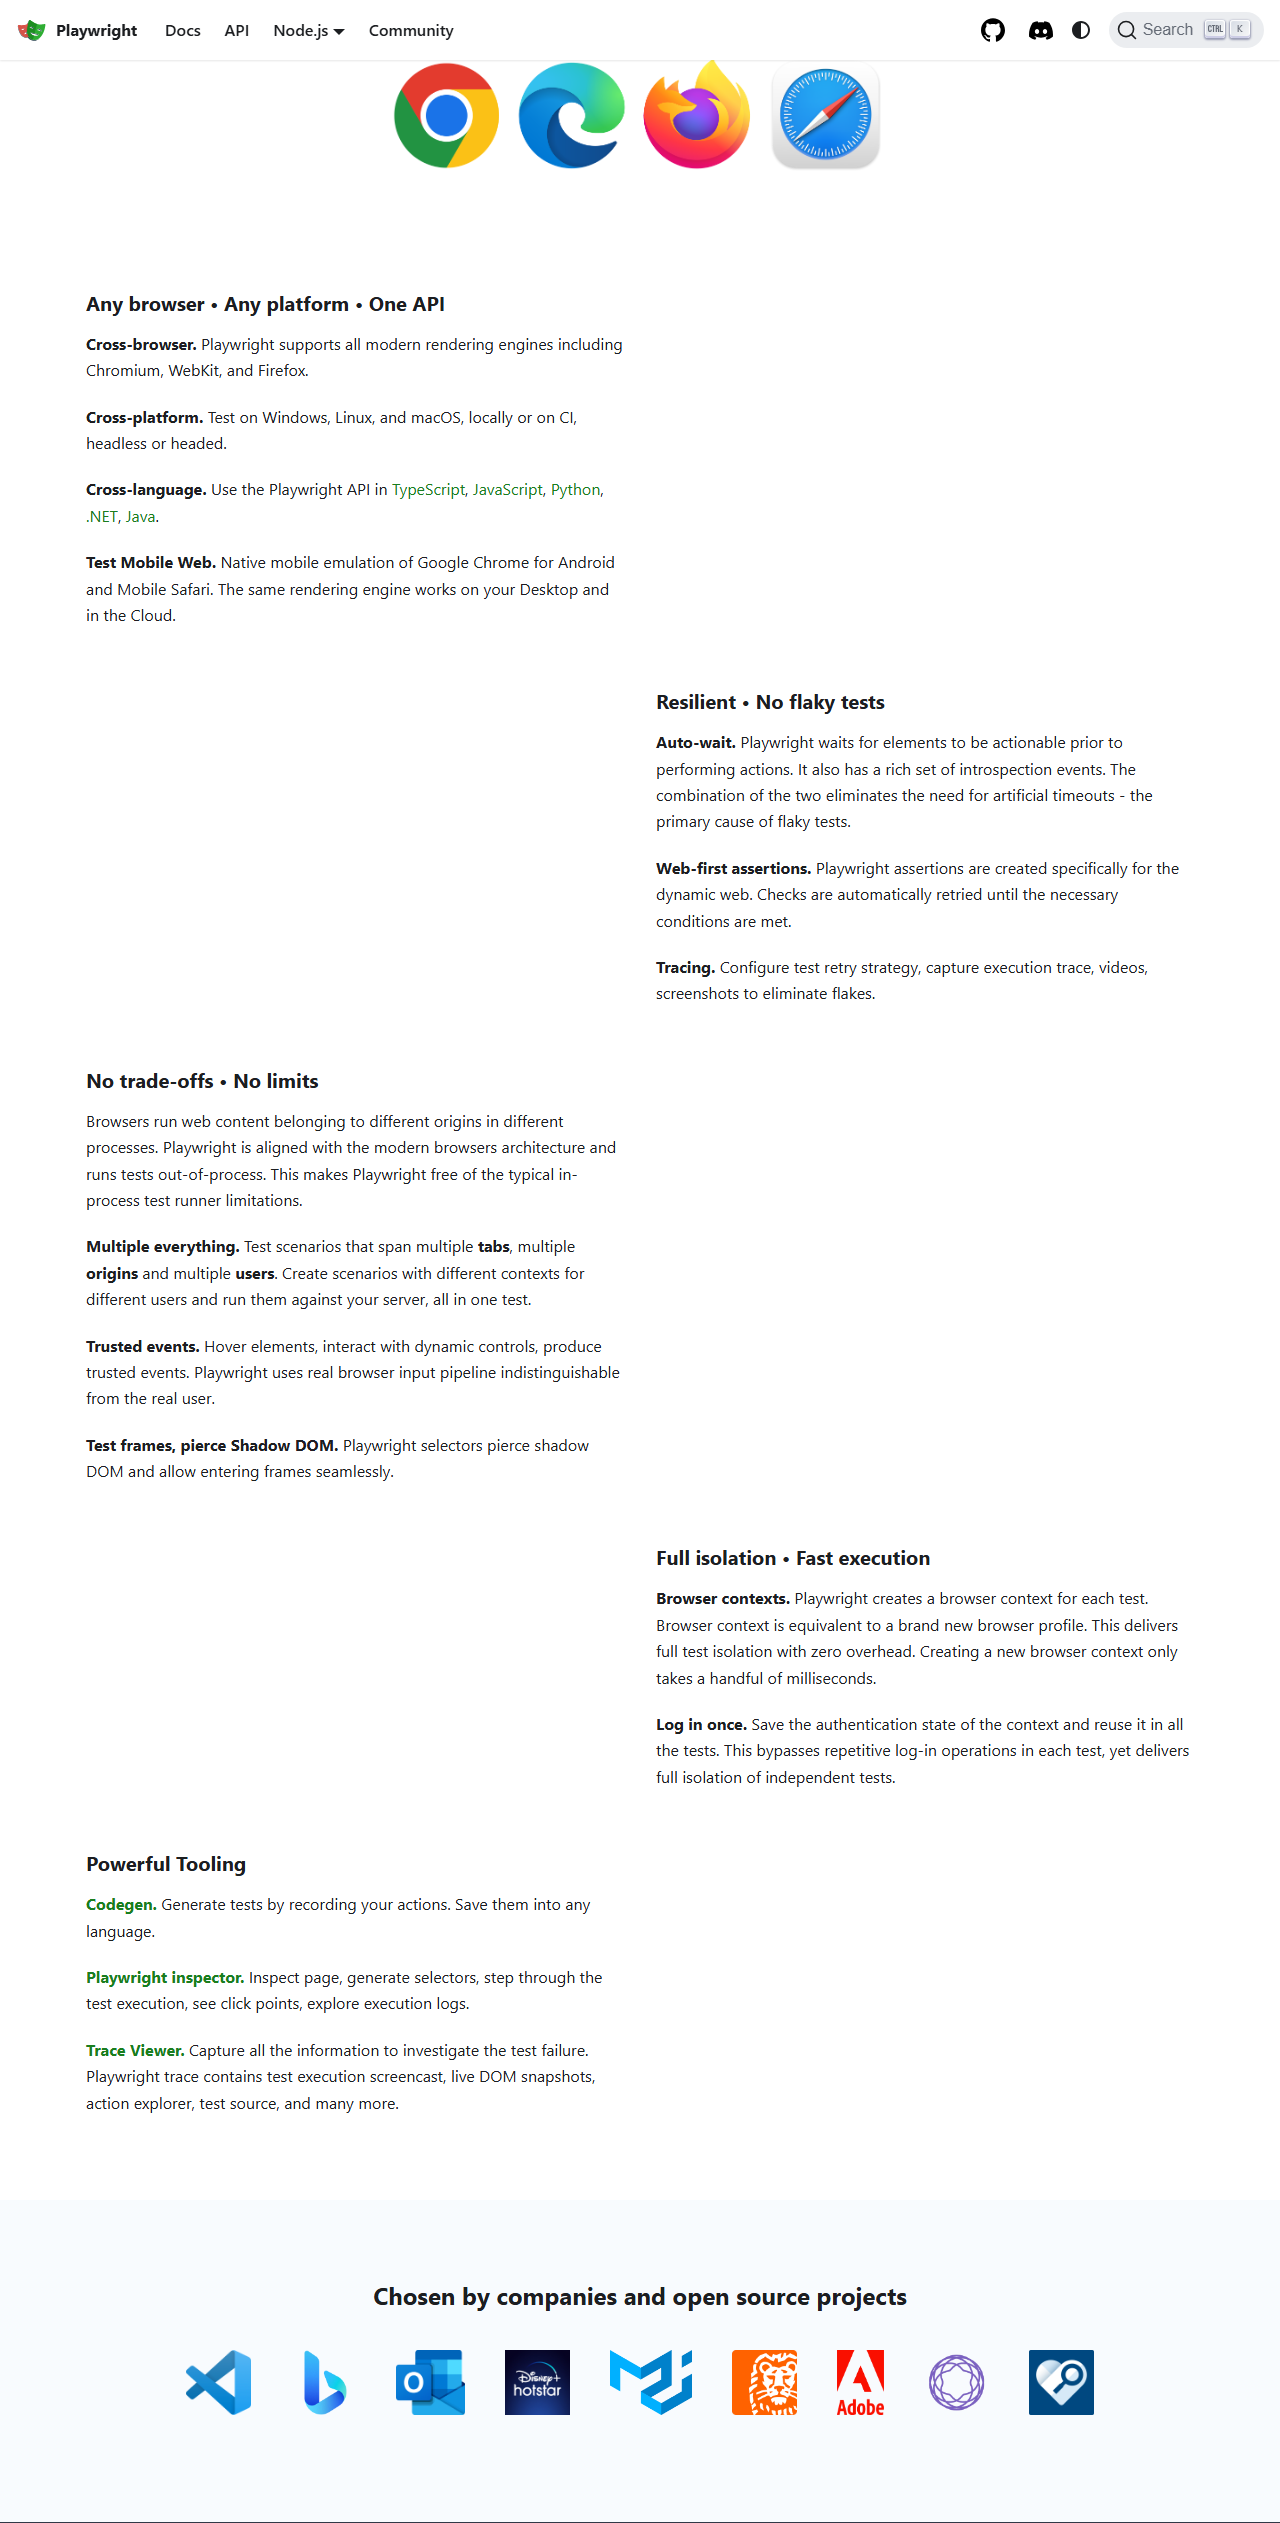 Playwright Docs API Node.js Community Search CTRL K
Any browser • Any platform • One API
Cross-browser. Playwright supports all modern rendering engines including
Chromium, WebKit, and Firefox.
Cross-platform. Test on Windows, Linux, and macOS, locally or on CI,
headless or headed.
Cross-language. Use the Playwright API in TypeScript, JavaScript, Python,
.NET, Java.
Test Mobile Web. Native mobile emulation of Google Chrome for Android
and Mobile Safari. The same rendering engine works on your Desktop and
in the Cloud.
Resilient • No flaky tests
Auto-wait. Playwright waits for elements to be actionable prior to
performing actions. It also has a rich set of introspection events. The
combination of the two eliminates the need for artificial timeouts - the
primary cause of flaky tests.
Web-first assertions. Playwright assertions are created specifically for the
dynamic web. Checks are automatically retried until the necessary
conditions are met.
Tracing. Configure test retry strategy, capture execution trace, videos,
screenshots to eliminate flakes.
No trade-offs • No limits
Browsers run web content belonging to different origins in different
processes. Playwright is aligned with the modern browsers architecture and
runs tests out-of-process. This makes Playwright free of the typical in-
process test runner limitations.
Multiple everything. Test scenarios that span multiple tabs, multiple
origins and multiple users. Create scenarios with different contexts for
different users and run them against your server, all in one test.
Trusted events. Hover elements, interact with dynamic controls, produce
trusted events. Playwright uses real browser input pipeline indistinguishable
from the real user.
Test frames, pierce Shadow DOM. Playwright selectors pierce shadow
DOM and allow entering frames seamlessly.
Full isolation • Fast execution
Browser contexts. Playwright creates a browser context for each test.
Browser context is equivalent to a brand new browser profile. This delivers
full test isolation with zero overhead. Creating a new browser context only
takes a handful of milliseconds.
Log in once. Save the authentication state of the context and reuse it in all
the tests. This bypasses repetitive log-in operations in each test, yet delivers
full isolation of independent tests.
Powerful Tooling
Codegen. Generate tests by recording your actions. Save them into any
language.
Playwright inspector. Inspect page, generate selectors, step through the
test execution, see click points, explore execution logs.
Trace Viewer. Capture all the information to investigate the test failure.
Playwright trace contains test execution screencast, live DOM snapshots,
action explorer, test source, and many more.
Chosen by companies and open source projects
O
Disney+
hotstar
Adobe